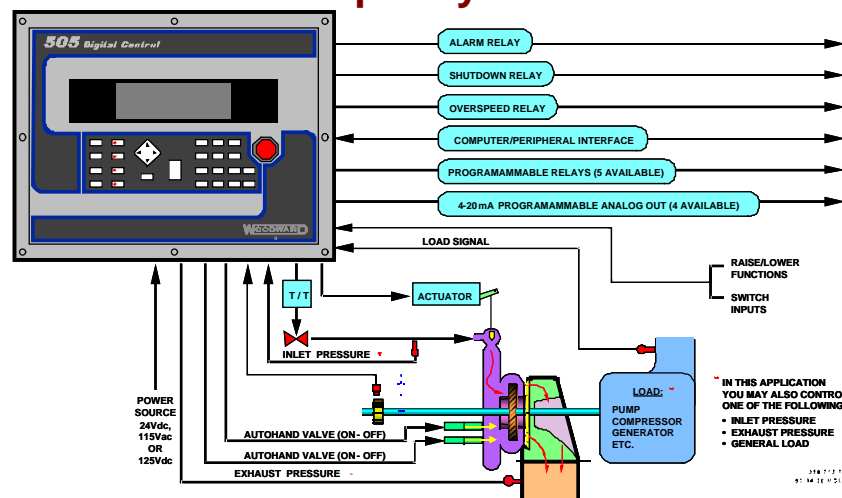 505 Digital Control
ALARM RELAY
SHUTDOWN RELAY
OVERSPEED RELAY
COMPUTER/PERIPHERAL INTERFACE
PROGRAMAMMABLE RELAYS (5 AVAILABLE)
4-20mA PROGRAMAMMABLE ANALOG OUT (4 AVAILABLE)
WOODWARD
LOAD SIGNAL
RAISE/LOWER
FUNCTIONS
SWITCH
INPUTS
T / T
ACTUATOR
INLET PRESSURE
POWER
SOURCE
24Vdc,
115Vac
OR
125Vdc
LOAD:
PUMP
COMPRESSOR
GENERATOR
ETC.
IN THIS APPLICATION
YOU MAY ALSO CONTRO
ONE OF THE FOLLOWING
• INLET PRESSURE
• EXHAUST PRESSURE
• GENERAL LOAD
AUTOHAND VALVE (ON - OFF)
AUTOHAND VALVE (ON - OFF)
EXHAUST PRESSURE